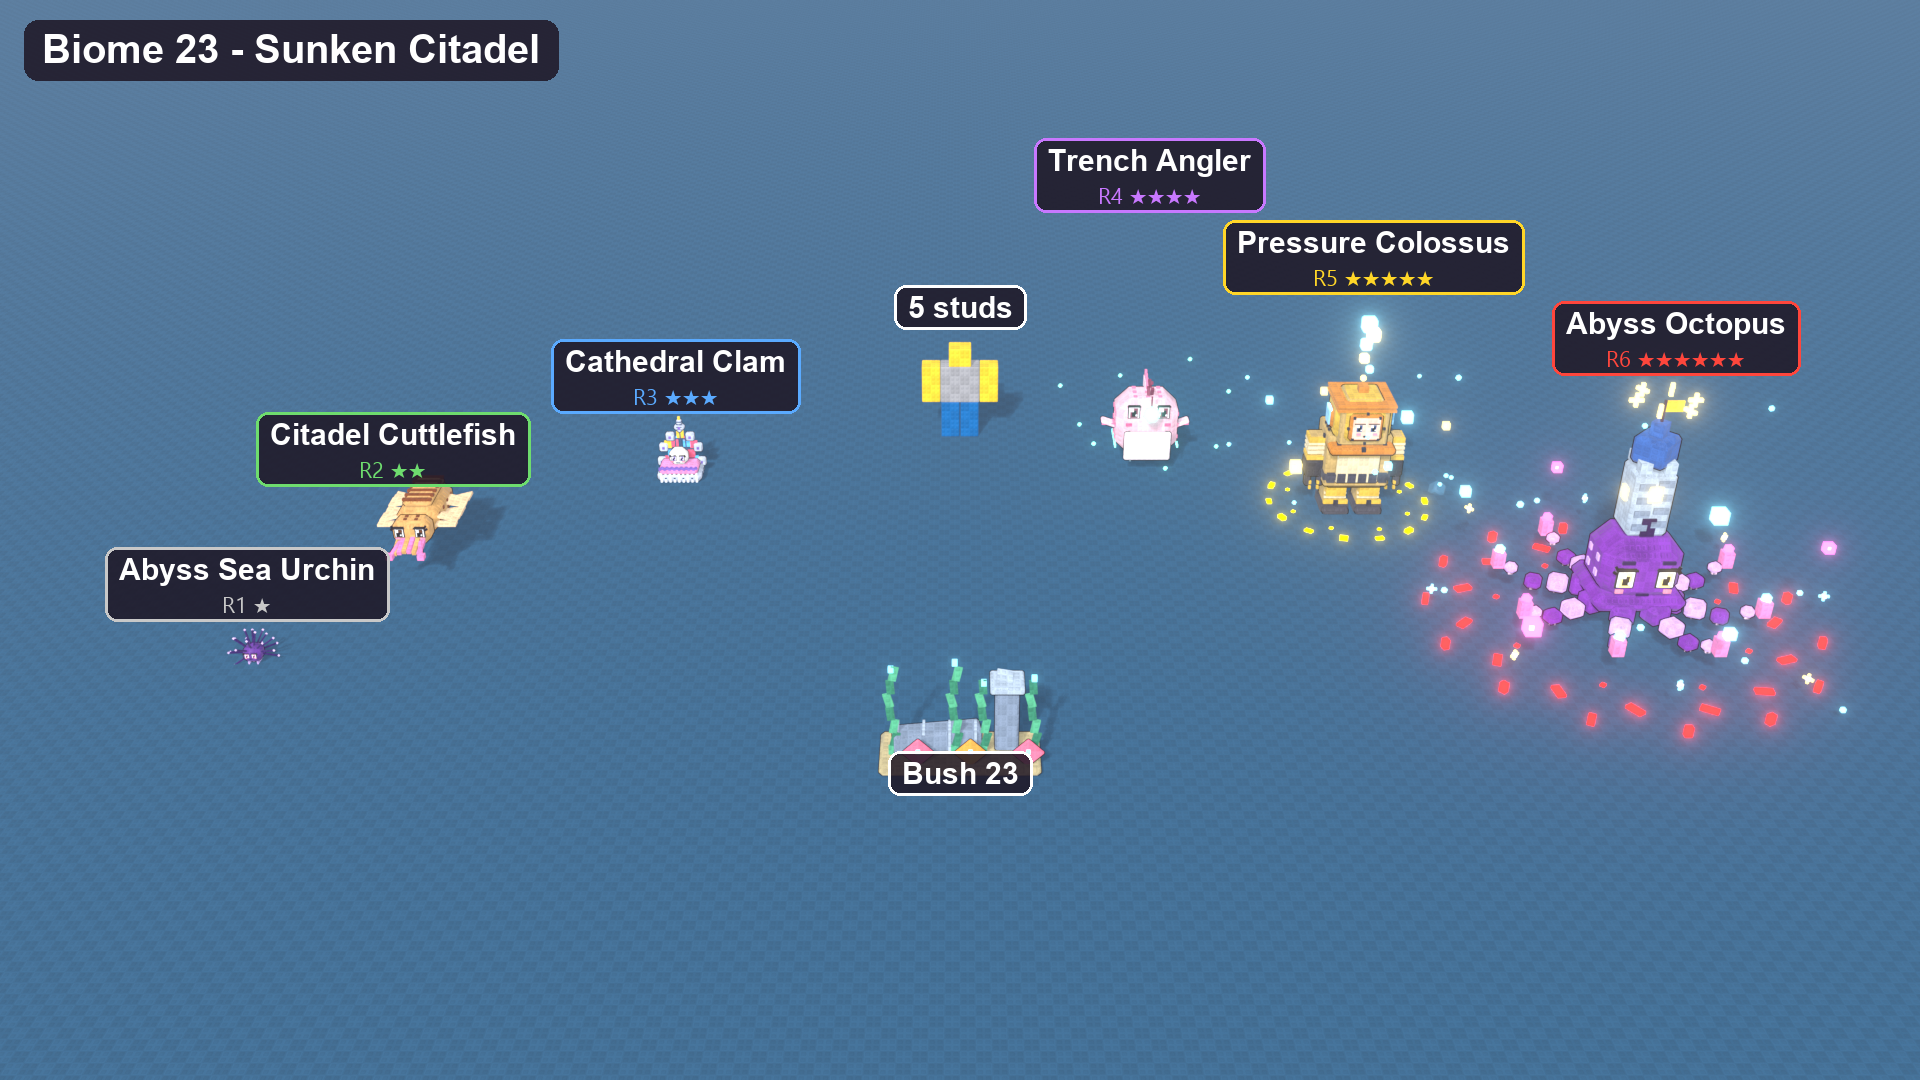 Biome 23 - Sunken Citadel
Trench Angler
R4 ★★★★
Pressure Colossus
R5 ★★★★★
5 studs
Abyss Octopus
R6 ★★★★★★
Cathedral Clam
R3 ★★★
Citadel Cuttlefish
R2 ★★
Abyss Sea Urchin
R1 ★
Bush 23